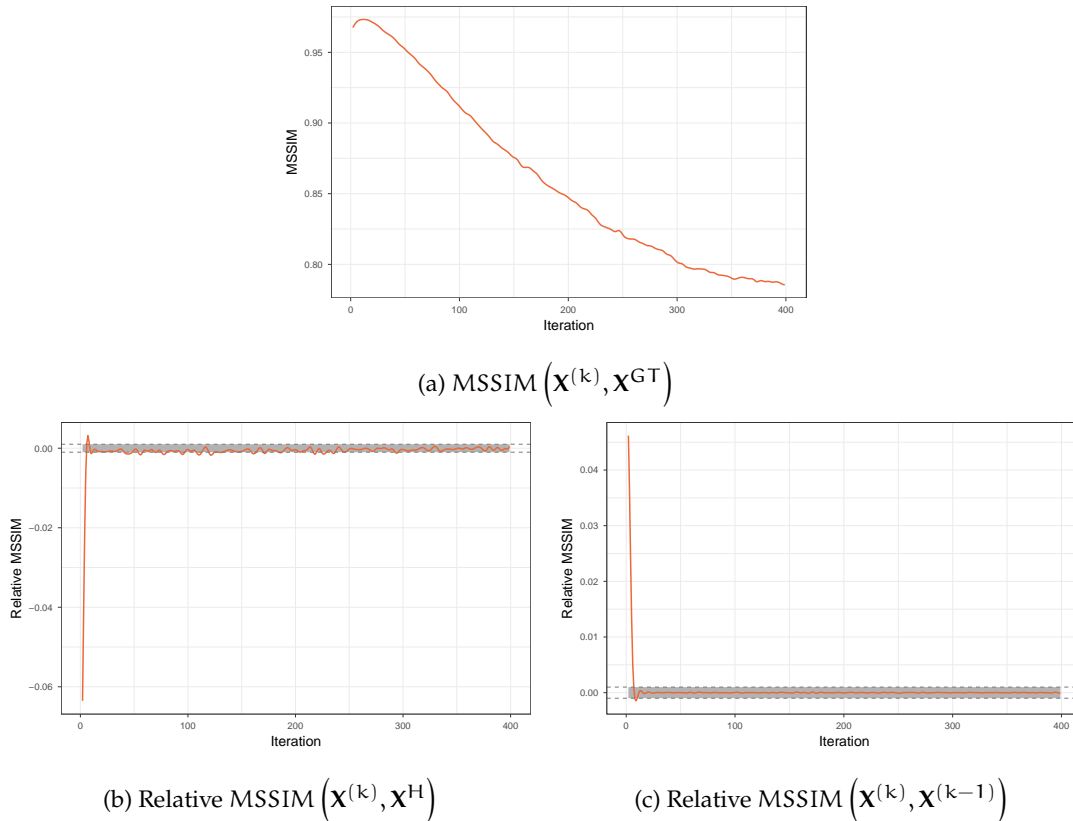 0.95
0.90
0.85
0.80
MSSIM
0 100 200 300 400
Iteration
(a) MSSIM (X^(k), X^GT)
0.00
−0.02
−0.04
−0.06
Relative MSSIM
0 100 200 300 400
Iteration
(b) Relative MSSIM (X^(k), X^H)
0.04
0.03
0.02
0.01
0.00
Relative MSSIM
0 100 200 300 400
Iteration
(c) Relative MSSIM (X^(k), X^(k−1))